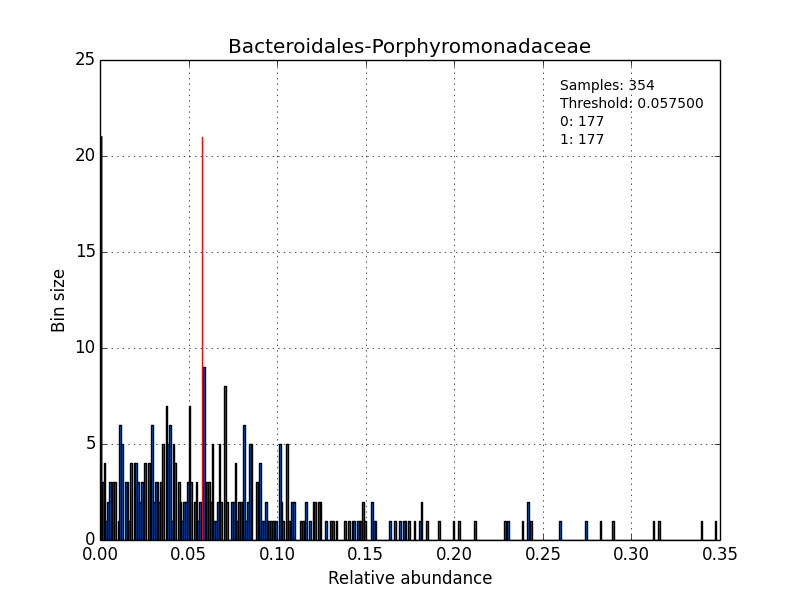 Bacteroidales-Porphyromonadaceae
Samples: 354
Threshold: 0.057500
0: 177
1: 177
25
20
15
10
5
0
Bin size
0.00 0.05 0.10 0.15 0.20 0.25 0.30 0.35
Relative abundance